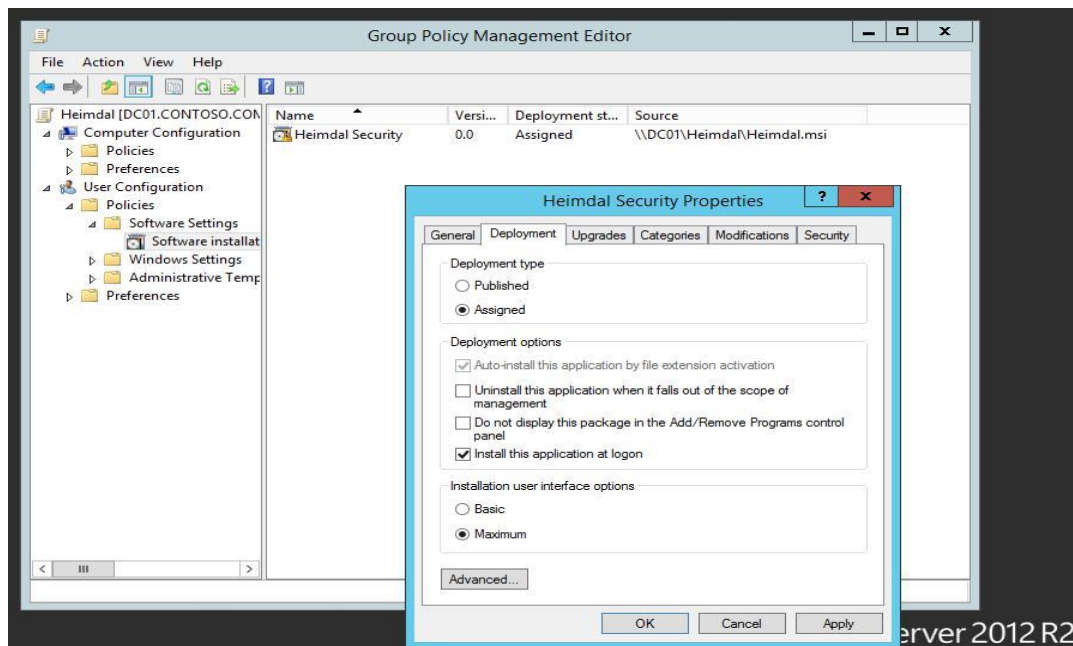 Group Policy Management Editor
File Action View Help
Heimdal [DC01.CONTOSO.CON
Computer Configuration
Policies
Preferences
User Configuration
Policies
Software Settings
Software installat
Windows Settings
Administrative Temp
Preferences
Name Versi... Deployment st... Source
Heimdal Security 0.0 Assigned \\DC01\Heimdal\Heimdal.msi
Heimdal Security Properties
General Deployment Upgrades Categories Modifications Security
Deployment type
Published
Assigned
Deployment options
Auto-install this application by file extension activation
Uninstall this application when it falls out of the scope of
management
Do not display this package in the Add/Remove Programs control
panel
Install this application at logon
Installation user interface options
Basic
Maximum
Advanced...
OK Cancel Apply
erver 2012 R2